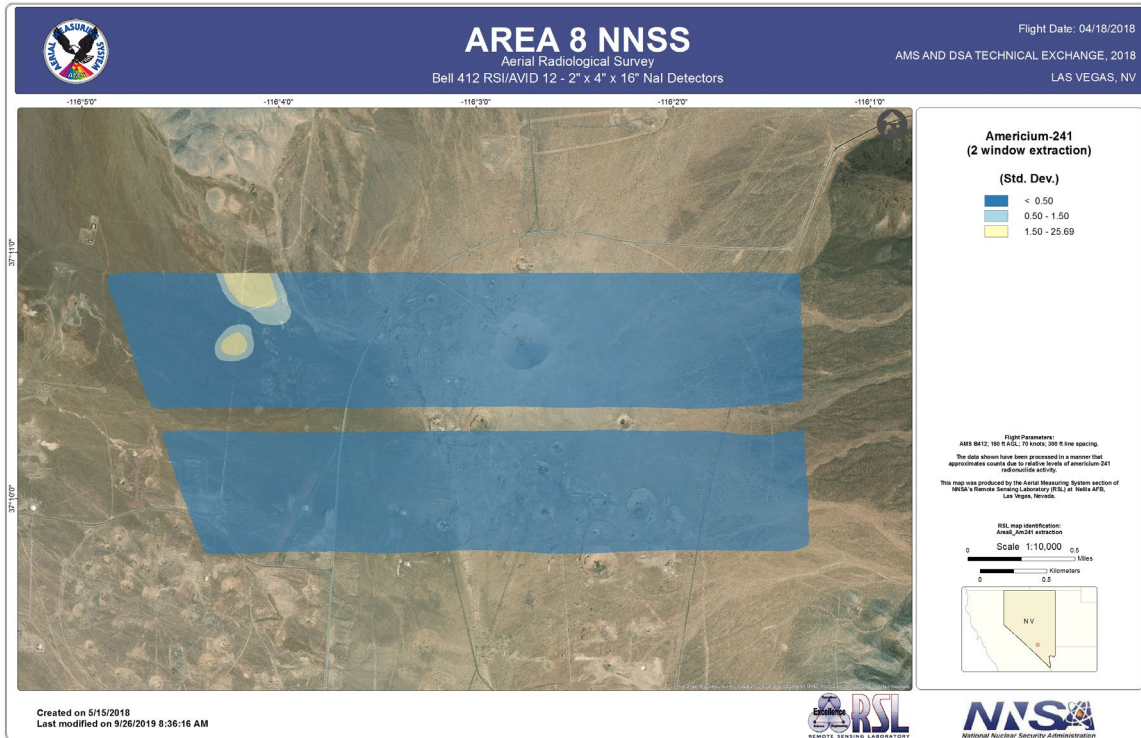 AREA 8 NNSS
Aerial Radiological Survey
Bell 412 RSI/AVID 12 - 2" x 4" x 16" NaI Detectors
Flight Date: 04/18/2018
AMS AND DSA TECHNICAL EXCHANGE, 2018
LAS VEGAS, NV
AERIAL MEASURING SYSTEM
-116°5'0" -116°4'0" -116°3'0" -116°2'0" -116°1'0"
37°11'0"
37°10'0"
Americium-241
(2 window extraction)
(Std. Dev.)
< 0.50
0.50 - 1.50
1.50 - 25.69
Flight Parameters:
AMS B412; 150 ft AGL; 70 knots; 300 ft line spacing.
The data shown have been processed in a manner that
approximates counts due to relative levels of americium-241
radionuclide activity.
This map was produced by the Aerial Measuring System section of
NNSA's Remote Sensing Laboratory (RSL) at Nellis AFB,
Las Vegas, Nevada.
RSL map identification:
Area8_Am241 extraction
Scale 1:10,000
0 0.5
Miles
Kilometers
0 0.5
NV
Created on 5/15/2018
Last modified on 9/26/2019 8:36:16 AM
Excellence
RSL
REMOTE SENSING LABORATORY
NNSA
National Nuclear Security Administration